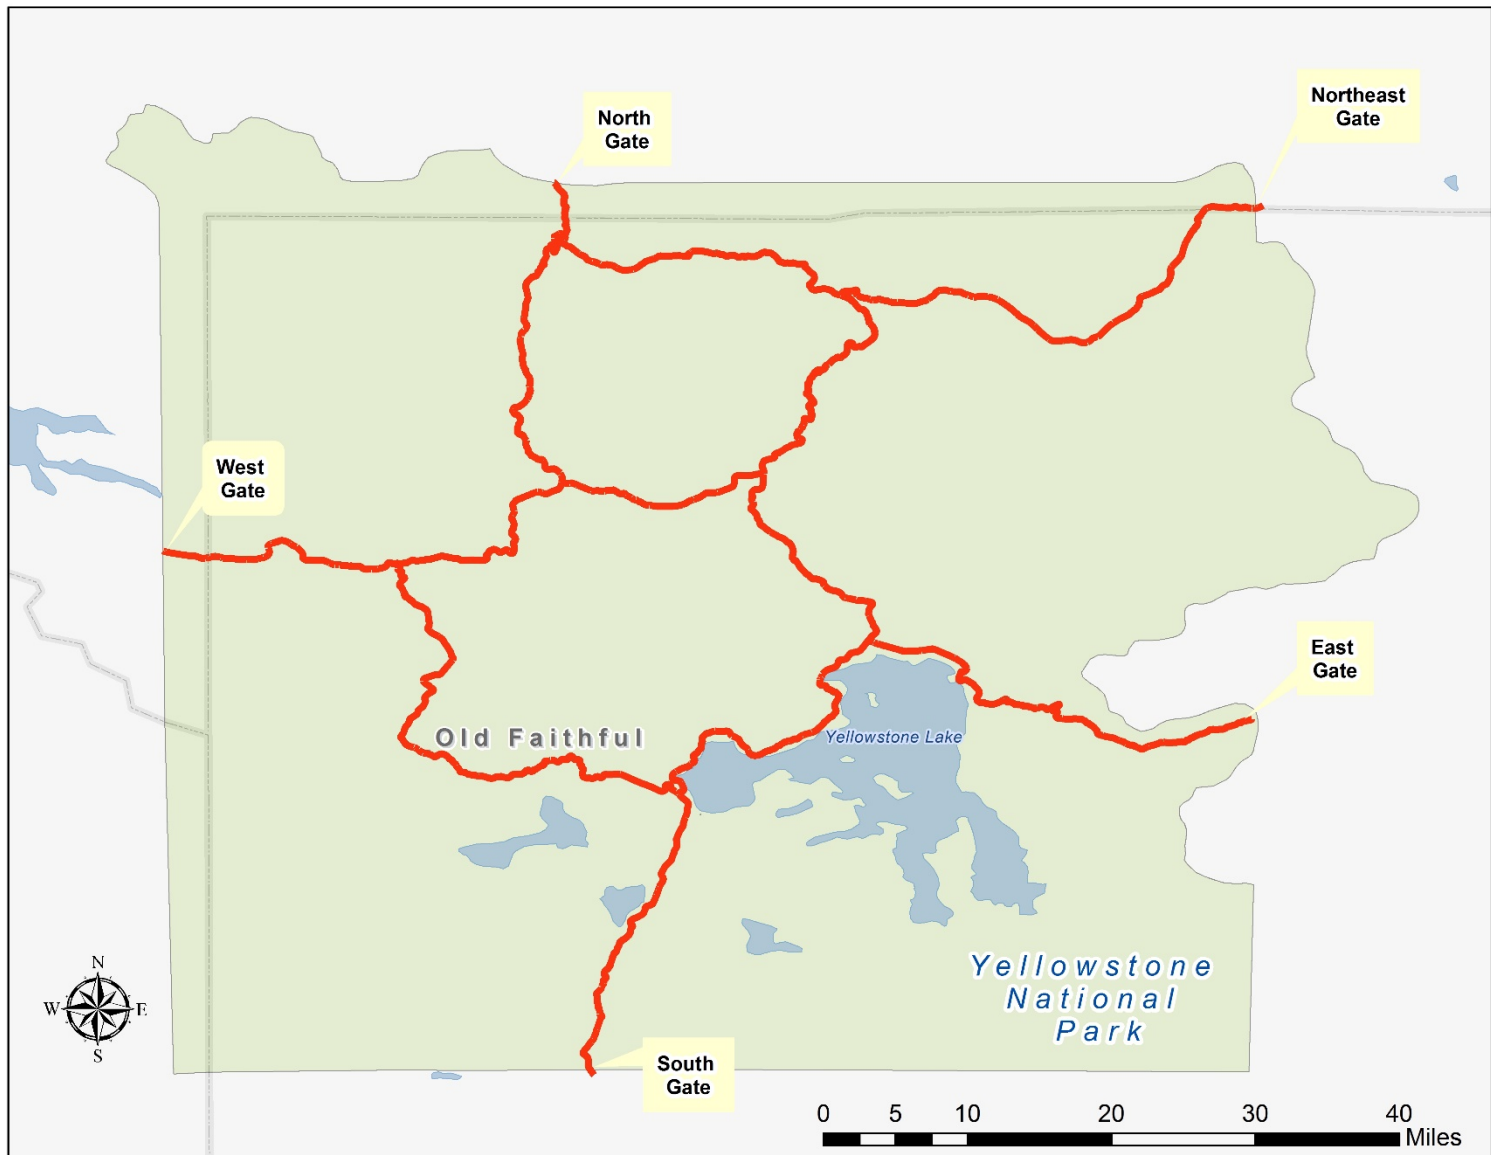 North
Gate
Northeast
Gate
West
Gate
East
Gate
Old Faithful
Yellowstone Lake
Yellowstone
National
Park
N
W E
S
South
Gate
0 5 10 20 30 40
Miles